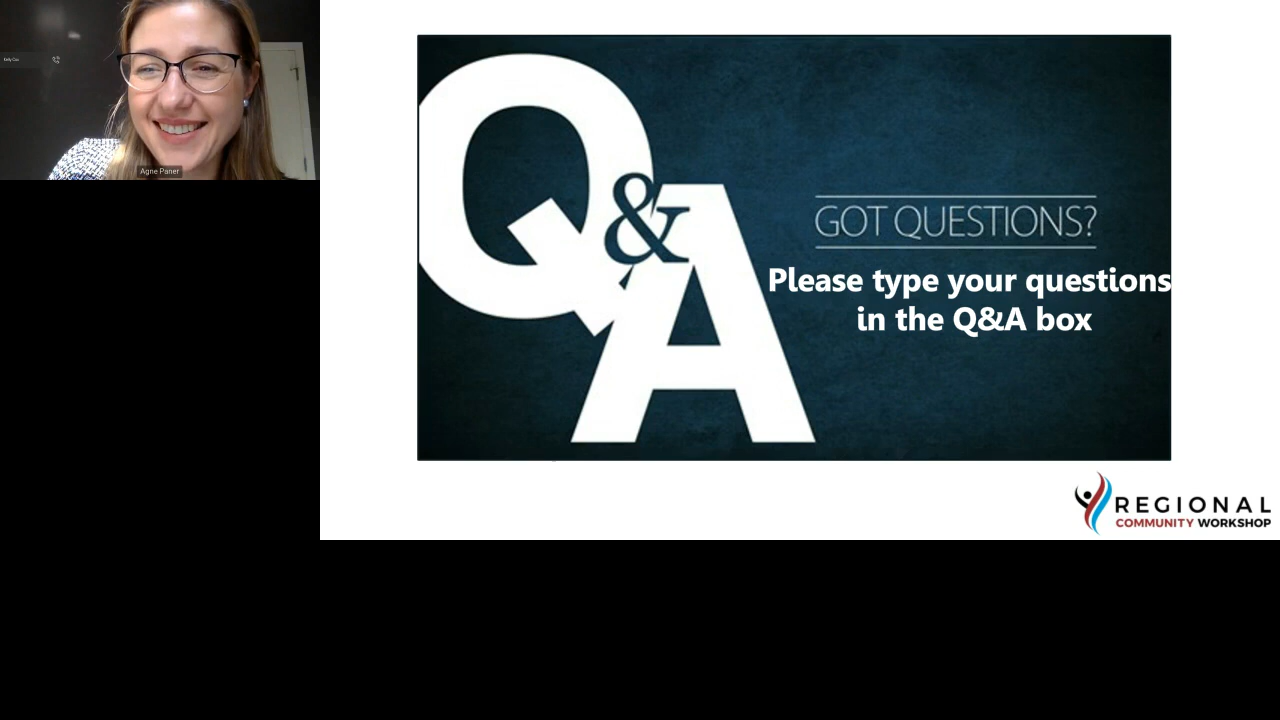 Agne Paner
Q&A
GOT QUESTIONS?
Please type your questions
in the Q&A box
REGIONAL
COMMUNITY WORKSHOP